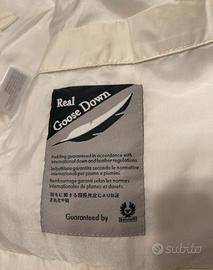 Real
Goose Down
Padding guaranteed in accordance with
international down and feather regulations
Imbottitura garantita secondo le normative
internazionali per piume e piumini
Rembourrage garanti selon les normes
internationales de plumes et duvets.
Guaranteed by
subito